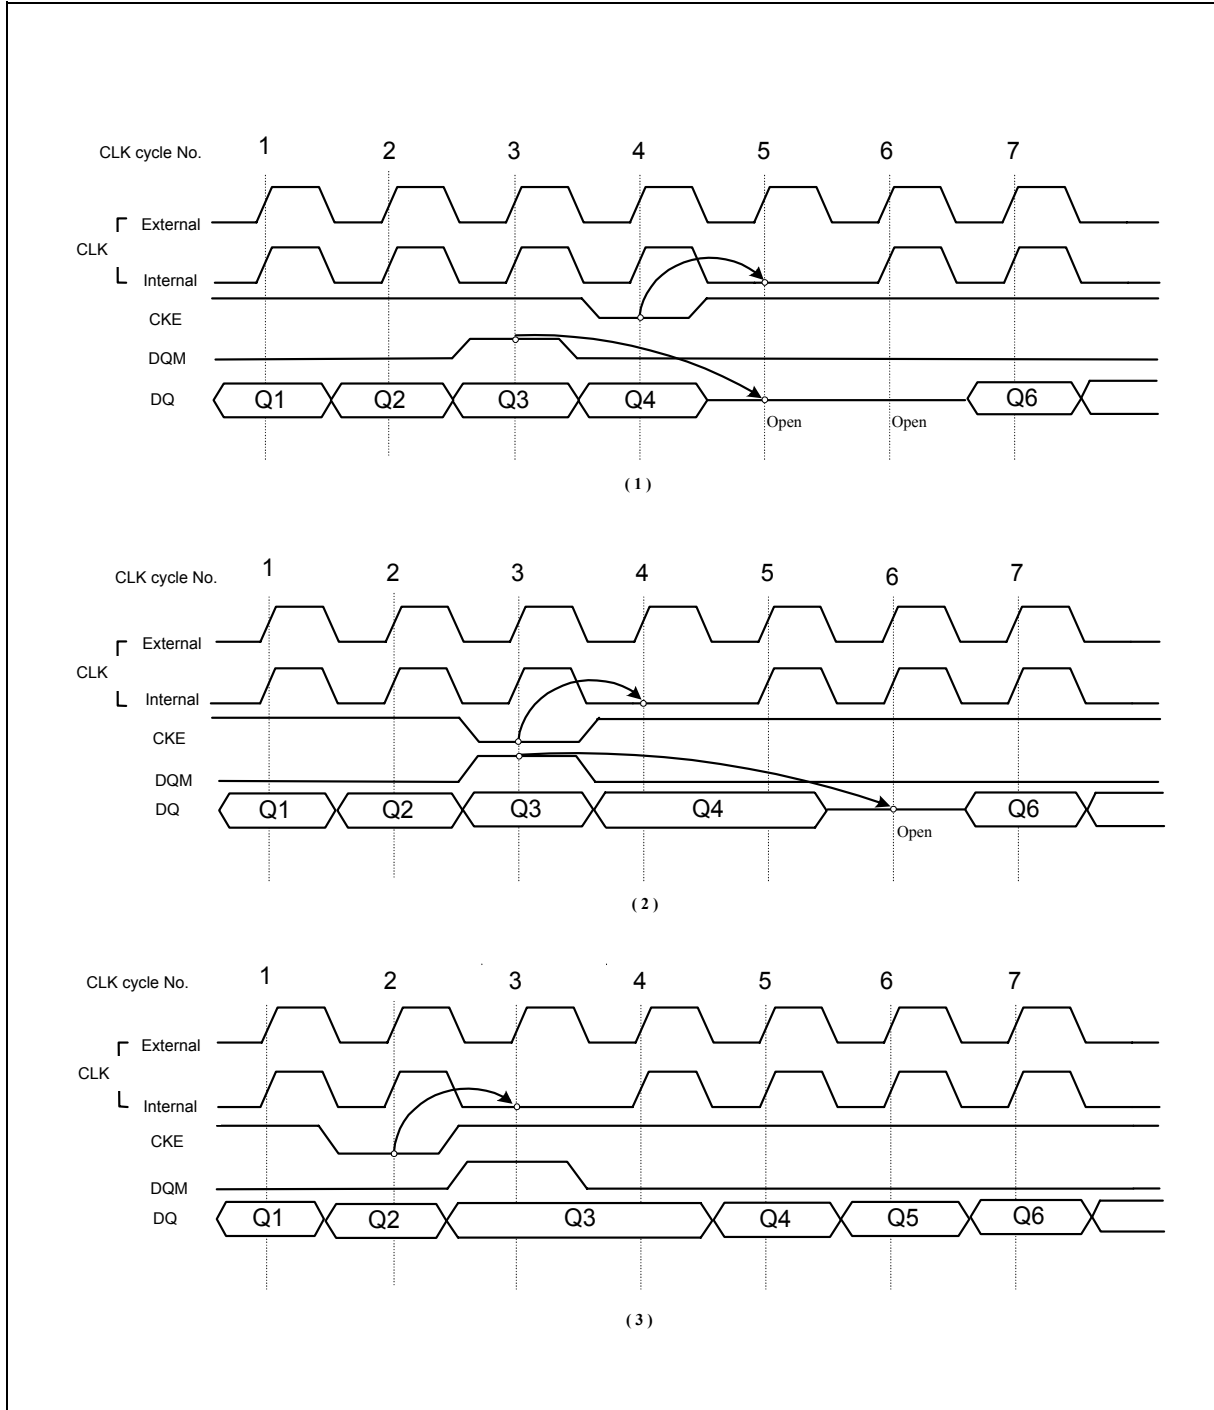 CLK cycle No. 1 2 3 4 5 6 7
External
CLK
Internal
CKE
DQM
DQ Q1 Q2 Q3 Q4 Q6
Open Open
( 1 )
CLK cycle No. 1 2 3 4 5 6 7
External
CLK
Internal
CKE
DQM
DQ Q1 Q2 Q3 Q4 Q6
Open
( 2 )
CLK cycle No. 1 2 3 4 5 6 7
External
CLK
Internal
CKE
DQM
DQ Q1 Q2 Q3 Q4 Q5 Q6
( 3 )